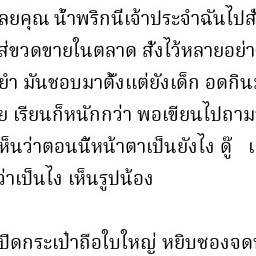 ลยคุณ น้ำพริกนี่เจ้าประจำฉันไปสั่
ส่ขวดขายในตลาด สั่งไว้หลายอย่า
ยำ มันชอบมาตั้งแต่ยังเด็ก อดกิน
ย เรียนก็หนักกว่า พอเขียนไปถาม
ห็นว่าตอนนี้หน้าตาเป็นยังไง ตู๊
ว่าเป็นไง เห็นรูปน้อง
ปิดกระเป๋าถือใบใหญ่ หยิบซองจด